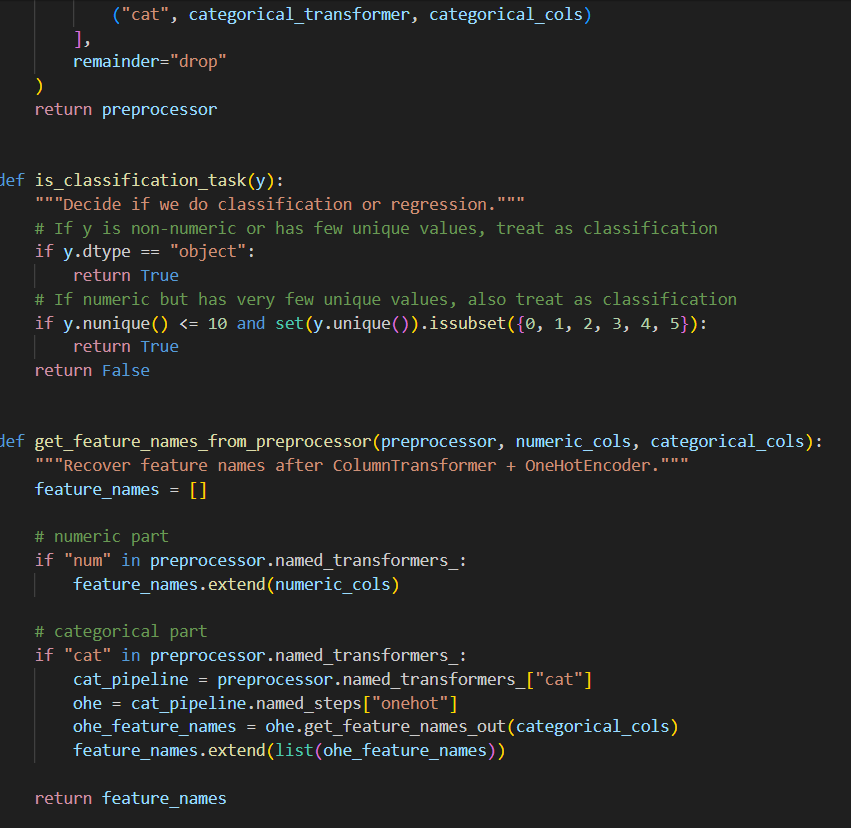 ("cat", categorical_transformer, categorical_cols)
],
remainder="drop"
)
return preprocessor
def is_classification_task(y):
"""Decide if we do classification or regression."""
# If y is non-numeric or has few unique values, treat as classification
if y.dtype == "object":
return True
# If numeric but has very few unique values, also treat as classification
if y.nunique() <= 10 and set(y.unique()).issubset({0, 1, 2, 3, 4, 5}):
return True
return False
def get_feature_names_from_preprocessor(preprocessor, numeric_cols, categorical_cols):
"""Recover feature names after ColumnTransformer + OneHotEncoder."""
feature_names = []
# numeric part
if "num" in preprocessor.named_transformers_:
feature_names.extend(numeric_cols)
# categorical part
if "cat" in preprocessor.named_transformers_:
cat_pipeline = preprocessor.named_transformers_["cat"]
ohe = cat_pipeline.named_steps["onehot"]
ohe_feature_names = ohe.get_feature_names_out(categorical_cols)
feature_names.extend(list(ohe_feature_names))
return feature_names